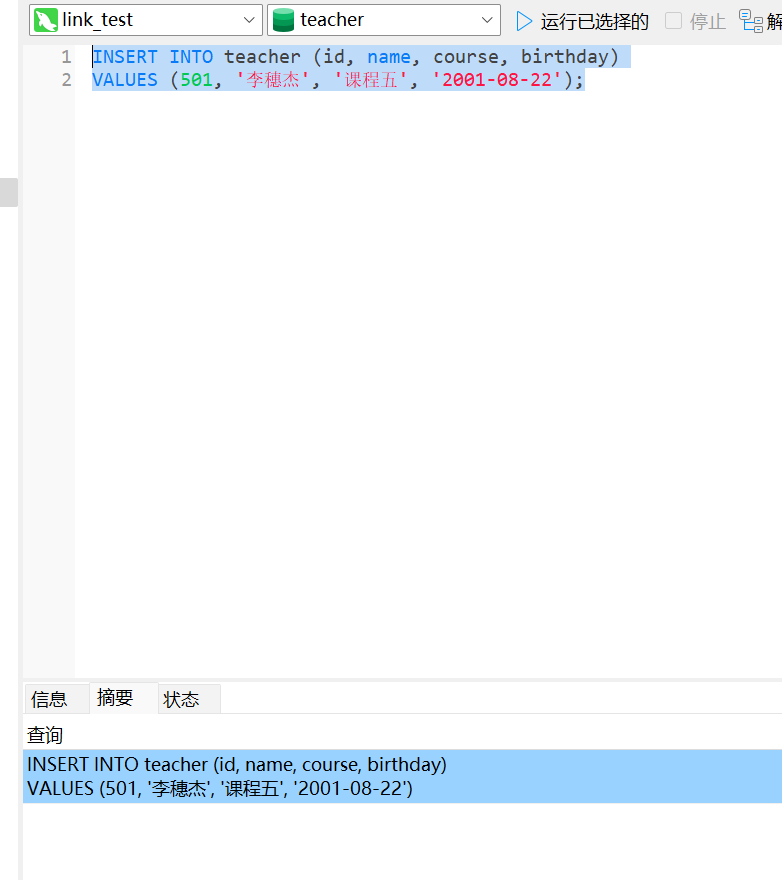 link_test teacher 运行已选择的 停止 解
1 INSERT INTO teacher (id, name, course, birthday)
2 VALUES (501, '李穗杰', '课程五', '2001-08-22');
信息 摘要 状态
查询
INSERT INTO teacher (id, name, course, birthday)
VALUES (501, '李穗杰', '课程五', '2001-08-22')